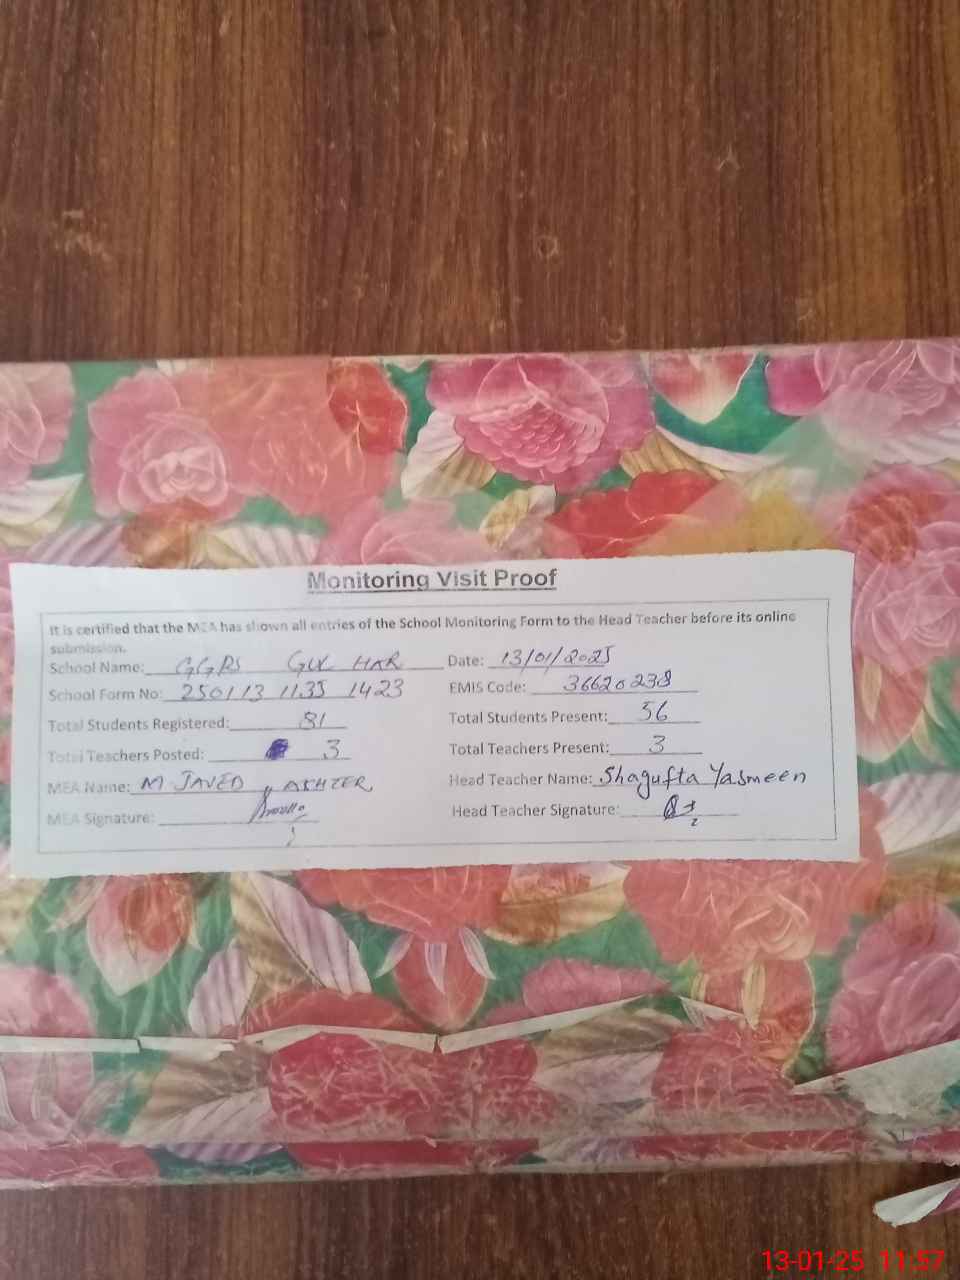 Monitoring Visit Proof
It is certified that the MEA has shown all entries of the School Monitoring Form to the Head Teacher before its online
submission.
School Name: GGPS GUL HAR Date: 13/01/2025
School Form No: 250113 1135 1423 EMIS Code: 36620238
Total Students Registered: 81 Total Students Present: 56
Total Teachers Posted: 3 Total Teachers Present: 3
MEA Name: M JAVED Head Teacher Name: Shagufta Yasmeen
MEA Signature: Head Teacher Signature:
13-01-25 11:57